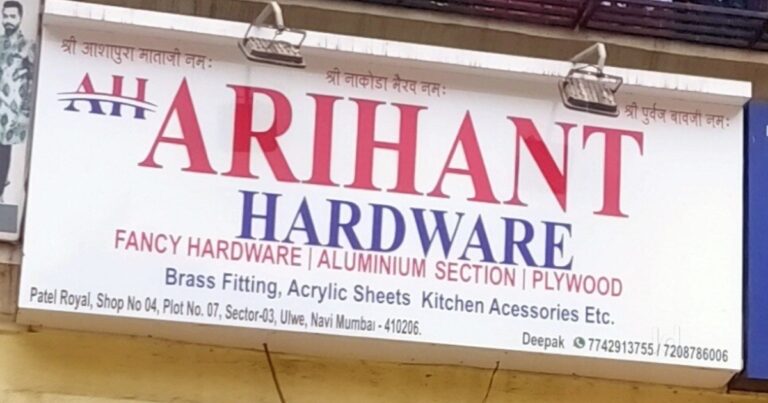 श्री आशापुरा माताजी नमः
श्री नाकोडा भैरव नमः
श्री पुर्वज बावजी नमः
AH ARIHANT
HARDWARE
FANCY HARDWARE | ALUMINIUM SECTION | PLYWOOD
Brass Fitting, Acrylic Sheets Kitchen Acessories Etc.
Patel Royal, Shop No 04, Plot No. 07, Sector-03, Ulwe, Navi Mumbai - 410206.
Deepak 7742913755 / 7208786006